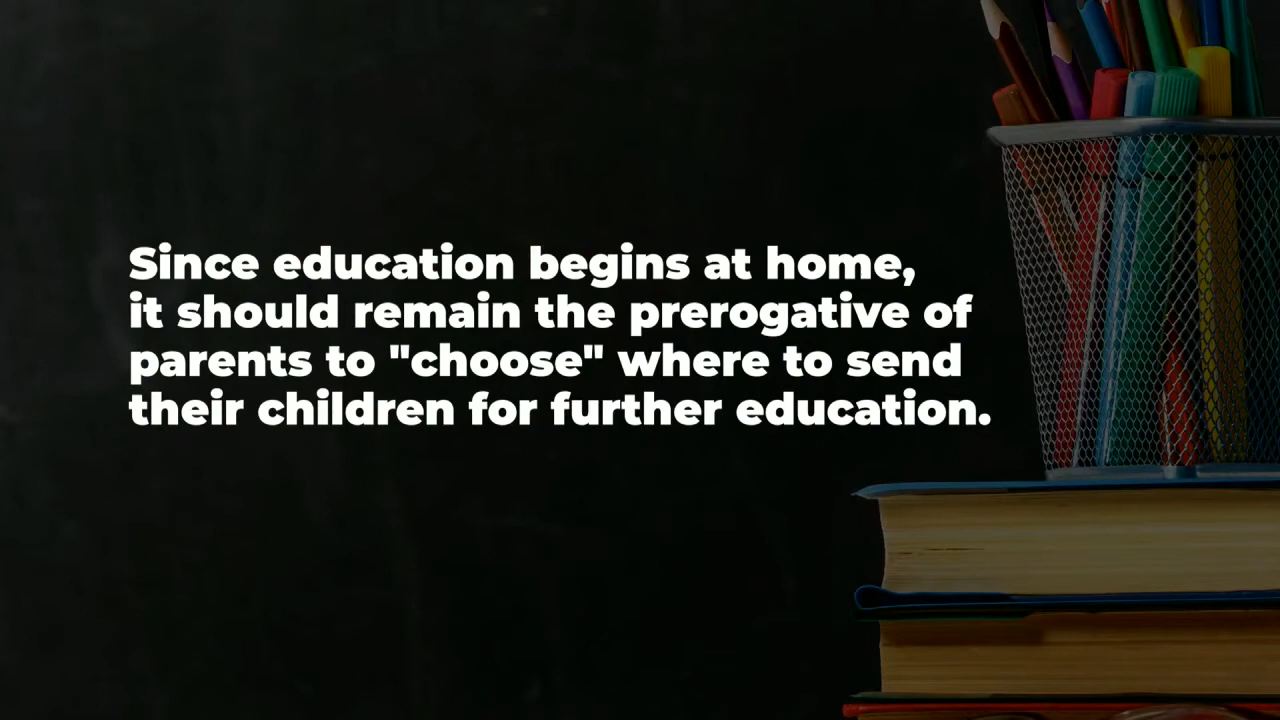 Since education begins at home,
it should remain the prerogative of
parents to "choose" where to send
their children for further education.